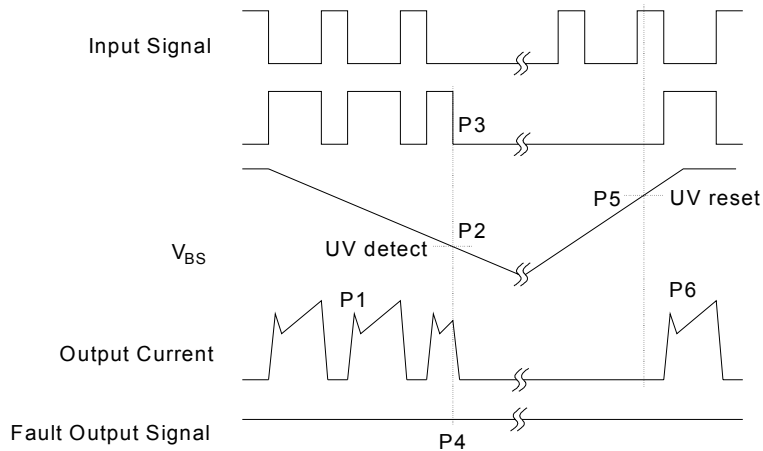 Input Signal
P3
P5
UV reset
P2
UV detect
VBS
P1
P6
Output Current
Fault Output Signal
P4